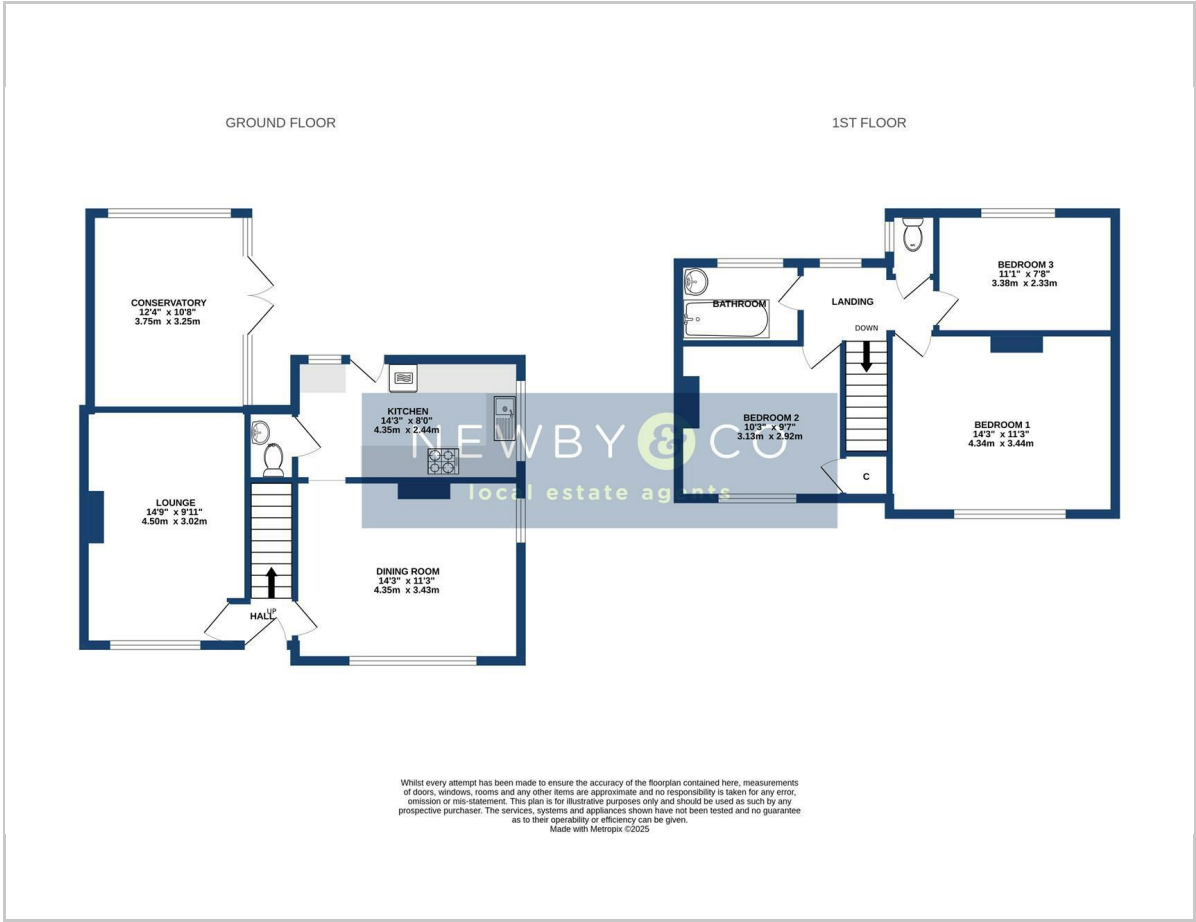 GROUND FLOOR
1ST FLOOR
CONSERVATORY
12'4" x 10'8"
3.75m x 3.25m
KITCHEN
14'3" x 8'0"
4.35m x 2.44m
LOUNGE
14'9" x 9'11"
4.50m x 3.02m
DINING ROOM
14'3" x 11'3"
4.35m x 3.43m
UP
HALL
BATHROOM
LANDING
DOWN
BEDROOM 3
11'1" x 7'8"
3.38m x 2.33m
BEDROOM 2
10'3" x 9'7"
3.13m x 2.92m
BEDROOM 1
14'3" x 11'3"
4.34m x 3.44m
C
NEWBY & CO
local estate agents
Whilst every attempt has been made to ensure the accuracy of the floorplan contained here, measurements
of doors, windows, rooms and any other items are approximate and no responsibility is taken for any error,
omission or mis-statement. This plan is for illustrative purposes only and should be used as such by any
prospective purchaser. The services, systems and appliances shown have not been tested and no guarantee
as to their operability or efficiency can be given.
Made with Metropix ©2025